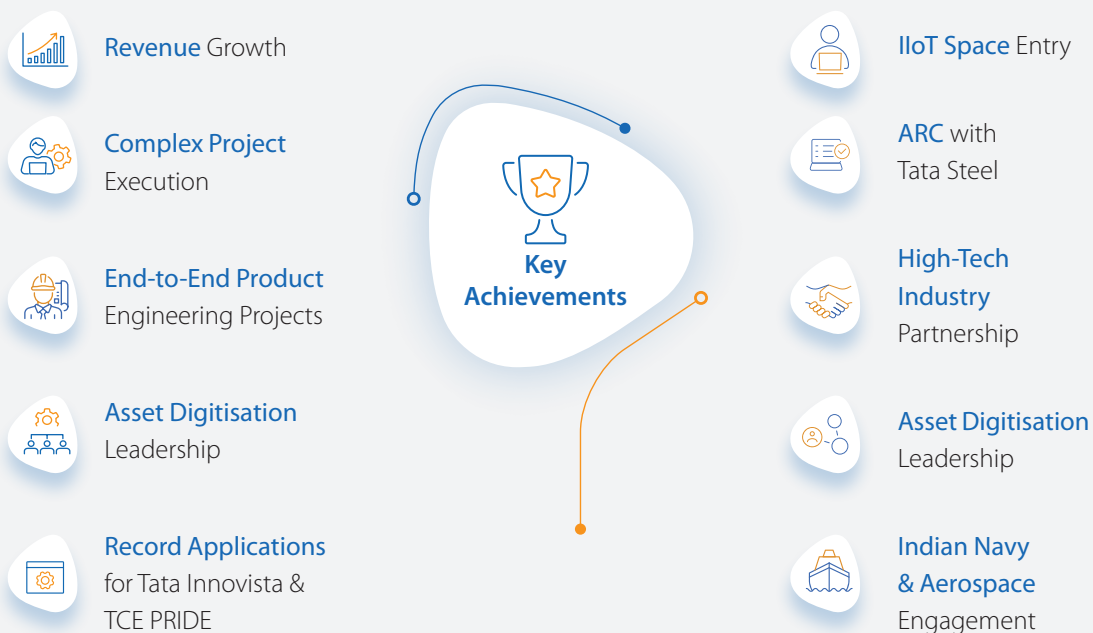 Revenue Growth
Complex Project
Execution
End-to-End Product
Engineering Projects
Asset Digitisation
Leadership
Record Applications
for Tata Innovista &
TCE PRIDE
Key
Achievements
IIoT Space Entry
ARC with
Tata Steel
High-Tech
Industry
Partnership
Asset Digitisation
Leadership
Indian Navy
& Aerospace
Engagement